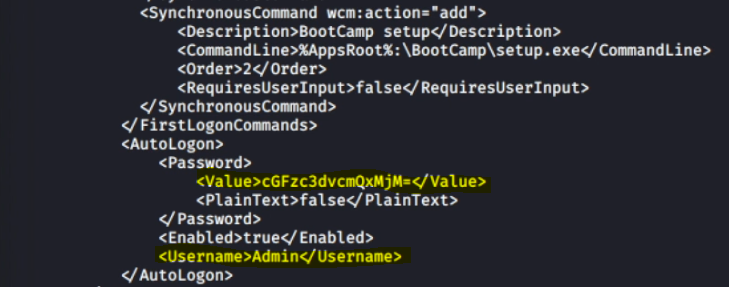 <SynchronousCommand wcm:action="add">
<Description>BootCamp setup</Description>
<CommandLine>%AppsRoot%:\BootCamp\setup.exe</CommandLine>
<Order>2</Order>
<RequiresUserInput>false</RequiresUserInput>
</SynchronousCommand>
</FirstLogonCommands>
<AutoLogon>
<Password>
<Value>cGFzc3dvcmQxMjM=</Value>
<PlainText>false</PlainText>
</Password>
<Enabled>true</Enabled>
<Username>Admin</Username>
</AutoLogon>